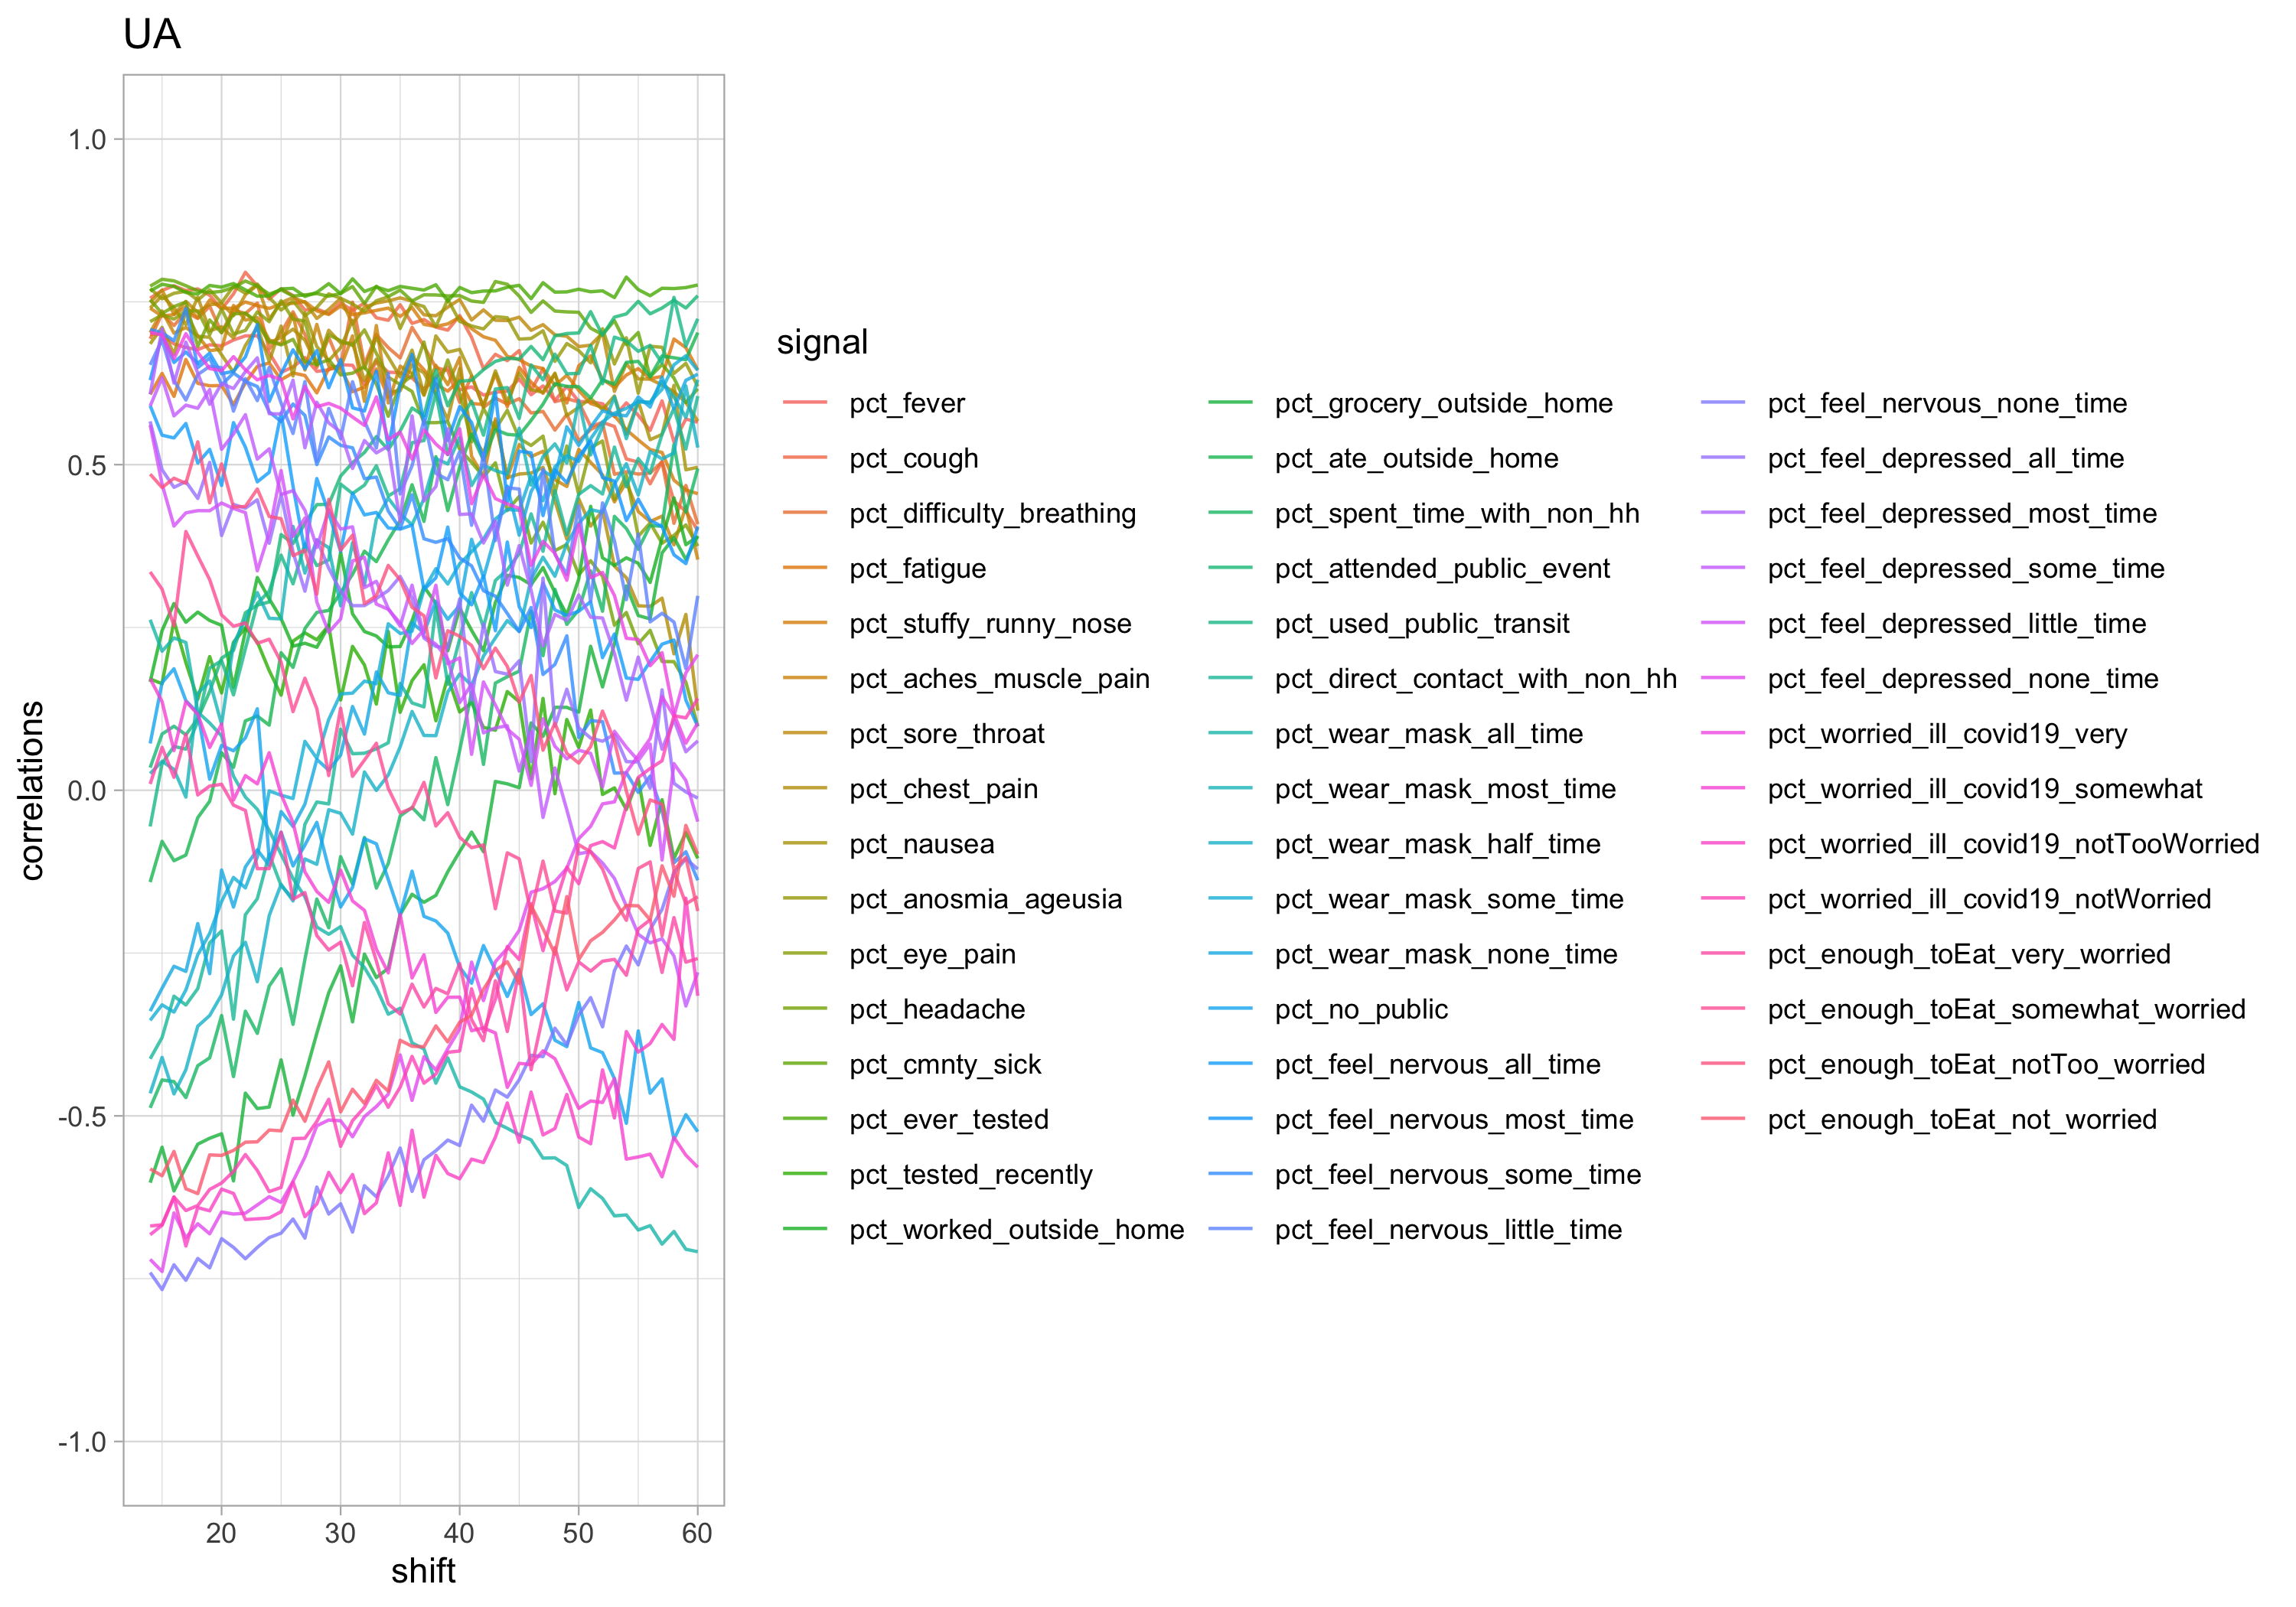 UA
correlations
1.0
0.5
0.0
-0.5
-1.0
20 30 40 50 60
shift
signal
pct_fever
pct_cough
pct_difficulty_breathing
pct_fatigue
pct_stuffy_runny_nose
pct_aches_muscle_pain
pct_sore_throat
pct_chest_pain
pct_nausea
pct_anosmia_ageusia
pct_eye_pain
pct_headache
pct_cmnty_sick
pct_ever_tested
pct_tested_recently
pct_worked_outside_home
pct_grocery_outside_home
pct_ate_outside_home
pct_spent_time_with_non_hh
pct_attended_public_event
pct_used_public_transit
pct_direct_contact_with_non_hh
pct_wear_mask_all_time
pct_wear_mask_most_time
pct_wear_mask_half_time
pct_wear_mask_some_time
pct_wear_mask_none_time
pct_no_public
pct_feel_nervous_all_time
pct_feel_nervous_most_time
pct_feel_nervous_some_time
pct_feel_nervous_little_time
pct_feel_nervous_none_time
pct_feel_depressed_all_time
pct_feel_depressed_most_time
pct_feel_depressed_some_time
pct_feel_depressed_little_time
pct_feel_depressed_none_time
pct_worried_ill_covid19_very
pct_worried_ill_covid19_somewhat
pct_worried_ill_covid19_notTooWorried
pct_worried_ill_covid19_notWorried
pct_enough_toEat_very_worried
pct_enough_toEat_somewhat_worried
pct_enough_toEat_notToo_worried
pct_enough_toEat_not_worried